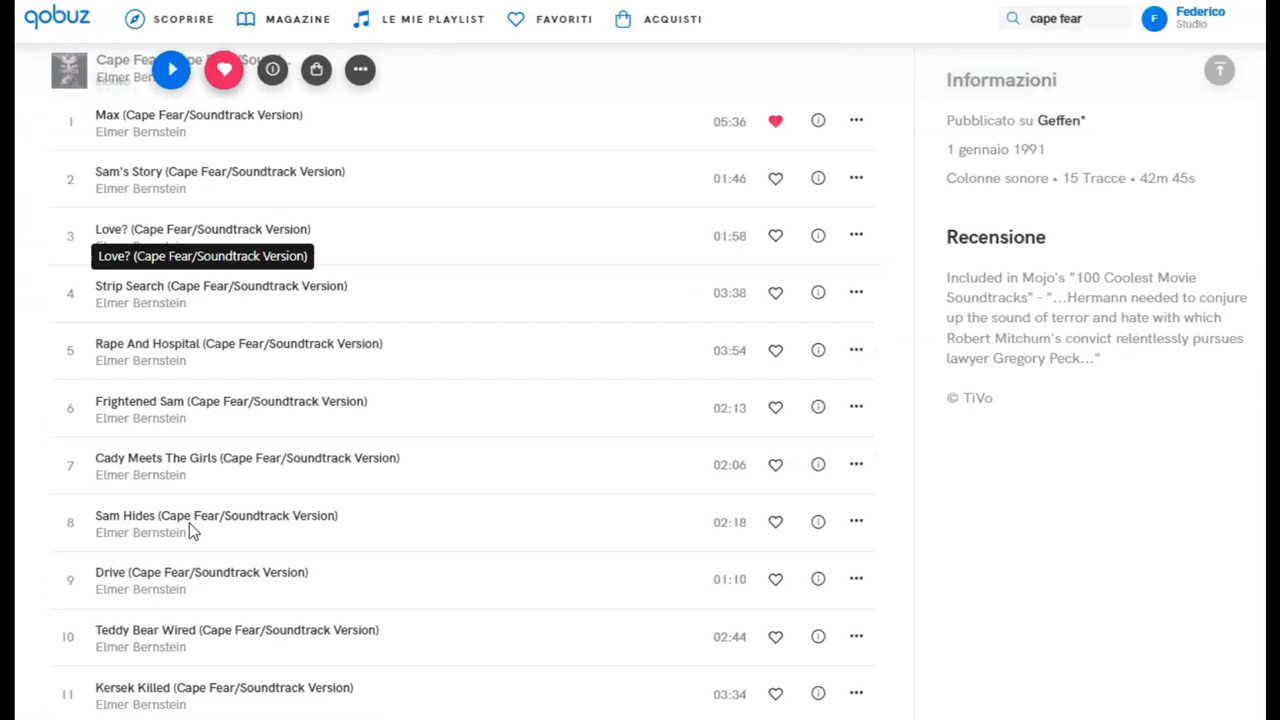 qobuz
SCOPRIRE
MAGAZINE
LE MIE PLAYLIST
FAVORITI
ACQUISTI
cape fear
F
Federico
Studio
Elmer Bernstein
1
Max (Cape Fear/Soundtrack Version)
Elmer Bernstein
05:36
2
Sam's Story (Cape Fear/Soundtrack Version)
Elmer Bernstein
01:46
3
Love? (Cape Fear/Soundtrack Version)
01:58
Love? (Cape Fear/Soundtrack Version)
4
Strip Search (Cape Fear/Soundtrack Version)
Elmer Bernstein
03:38
5
Rape And Hospital (Cape Fear/Soundtrack Version)
Elmer Bernstein
03:54
6
Frightened Sam (Cape Fear/Soundtrack Version)
Elmer Bernstein
02:13
7
Cady Meets The Girls (Cape Fear/Soundtrack Version)
Elmer Bernstein
02:06
8
Sam Hides (Cape Fear/Soundtrack Version)
Elmer Bernstein
02:18
9
Drive (Cape Fear/Soundtrack Version)
Elmer Bernstein
01:10
10
Teddy Bear Wired (Cape Fear/Soundtrack Version)
Elmer Bernstein
02:44
11
Kersek Killed (Cape Fear/Soundtrack Version)
Elmer Bernstein
03:34
Informazioni
Pubblicato su Geffen*
1 gennaio 1991
Colonne sonore • 15 Tracce • 42m 45s
Recensione
Included in Mojo's "100 Coolest Movie
Soundtracks" - "...Hermann needed to conjure
up the sound of terror and hate with which
Robert Mitchum's convict relentlessly pursues
lawyer Gregory Peck..."
© TiVo